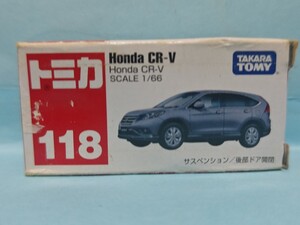 トミカ
118
Honda CR-V
Honda CR-V
SCALE 1/66
TAKARA
TOMY
サスペンション/後部ドア開閉